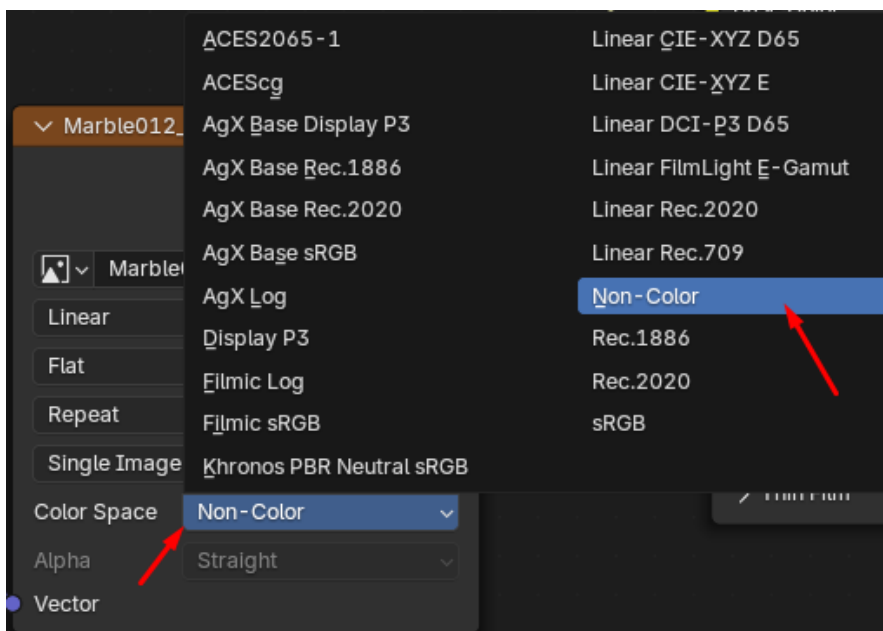 ACES2065-1
ACEScg
AgX Base Display P3
AgX Base Rec.1886
AgX Base Rec.2020
AgX Base sRGB
AgX Log
Display P3
Filmic Log
Filmic sRGB
Khronos PBR Neutral sRGB
Linear CIE-XYZ D65
Linear CIE-XYZ E
Linear DCI-P3 D65
Linear FilmLight E-Gamut
Linear Rec.2020
Linear Rec.709
Non-Color
Rec.1886
Rec.2020
sRGB
Marble012_
Marble
Linear
Flat
Repeat
Single Image
Color Space Non-Color
Alpha Straight
Vector